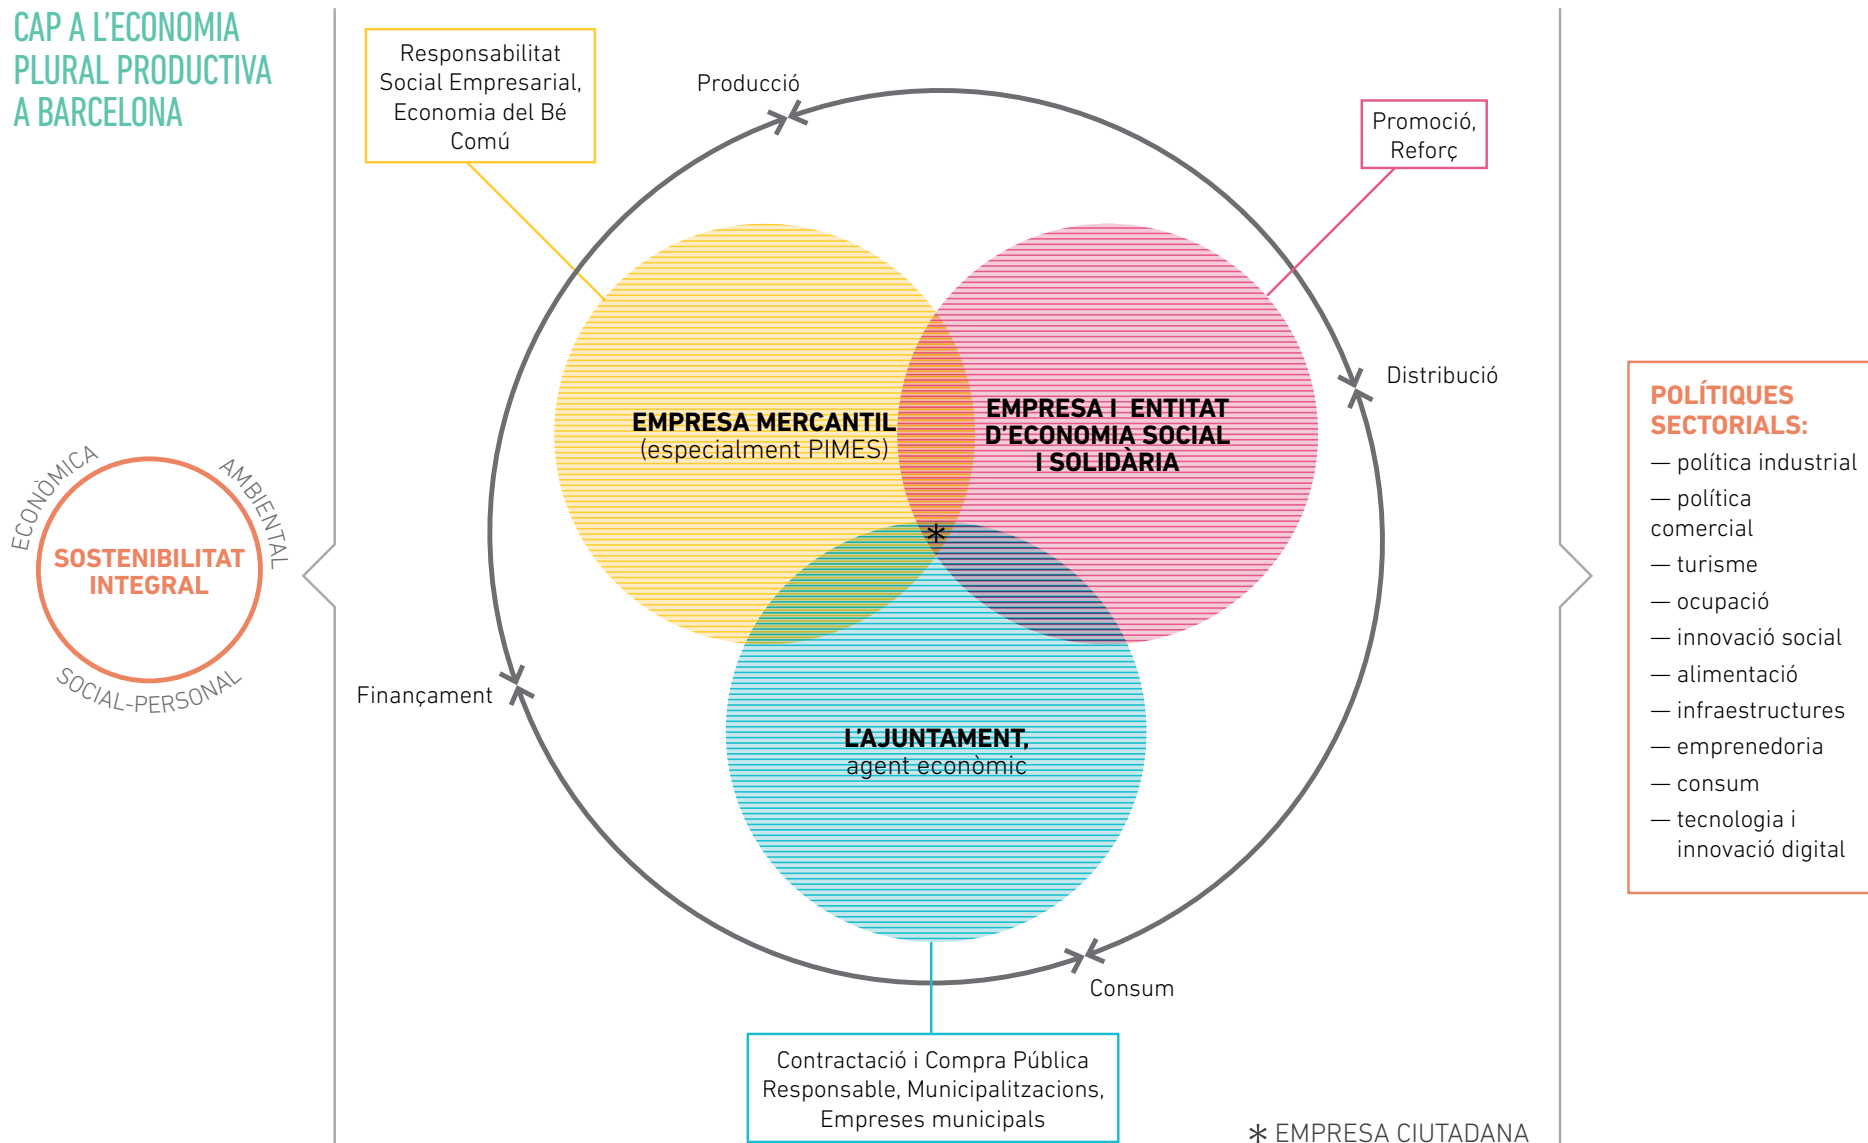 CAP A L'ECONOMIA
PLURAL PRODUCTIVA
A BARCELONA
Responsabilitat
Social Empresarial,
Economia del Bé
Comú
Producció
Promoció,
Reforç
Distribució
EMPRESA MERCANTIL
(especialment PIMES)
EMPRESA I ENTITAT
D'ECONOMIA SOCIAL
I SOLIDÀRIA
*
ECONÒMICA
AMBIENTAL
SOSTENIBILITAT
INTEGRAL
SOCIAL-PERSONAL
Finançament
L'AJUNTAMENT,
agent econòmic
Consum
Contractació i Compra Pública
Responsable, Municipalitzacions,
Empreses municipals
* EMPRESA CIUTADANA
POLÍTIQUES
SECTORIALS:
— política industrial
— política
comercial
— turisme
— ocupació
— innovació social
— alimentació
— infraestructures
— emprenedoria
— consum
— tecnologia i
innovació digital